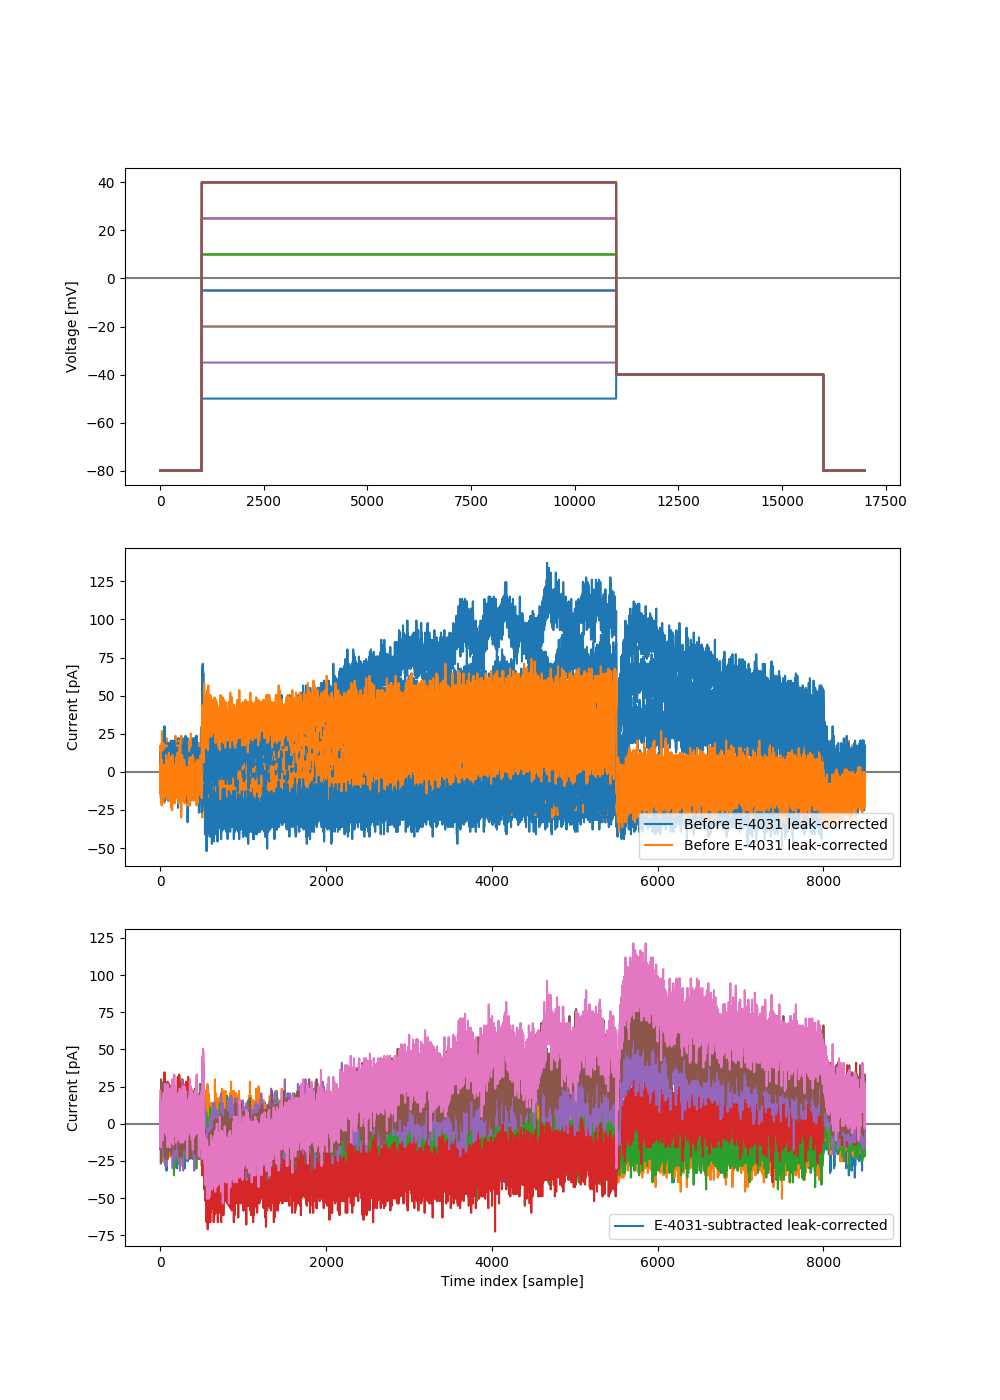 40
20
0
−20
−40
−60
−80
Voltage [mV]
0 2500 5000 7500 10000 12500 15000 17500
125
100
75
50
25
0
−25
−50
Current [pA]
Before E-4031 leak-corrected
Before E-4031 leak-corrected
0 2000 4000 6000 8000
125
100
75
50
25
0
−25
−50
−75
Current [pA]
E-4031-subtracted leak-corrected
0 2000 4000 6000 8000
Time index [sample]